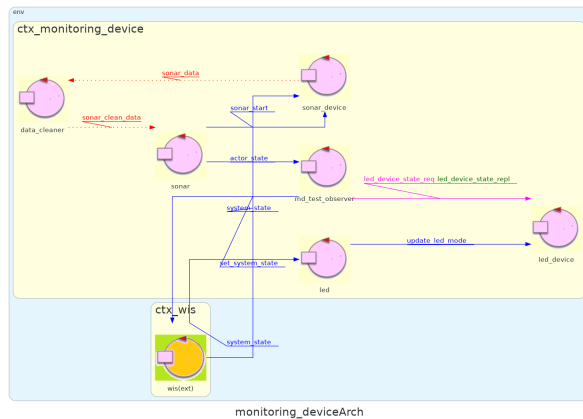 env
ctx_monitoring_device
sonar_data
sonar_device
sonar_start
data_cleaner
sonar_clean_data
sonar
actor_state
led_device_state_req led_device_state_repl
md_test_observer
system_state
update_led_mode
led_device
set_system_state
led
ctx_wis
system_state
wis(ext)
monitoring_deviceArch